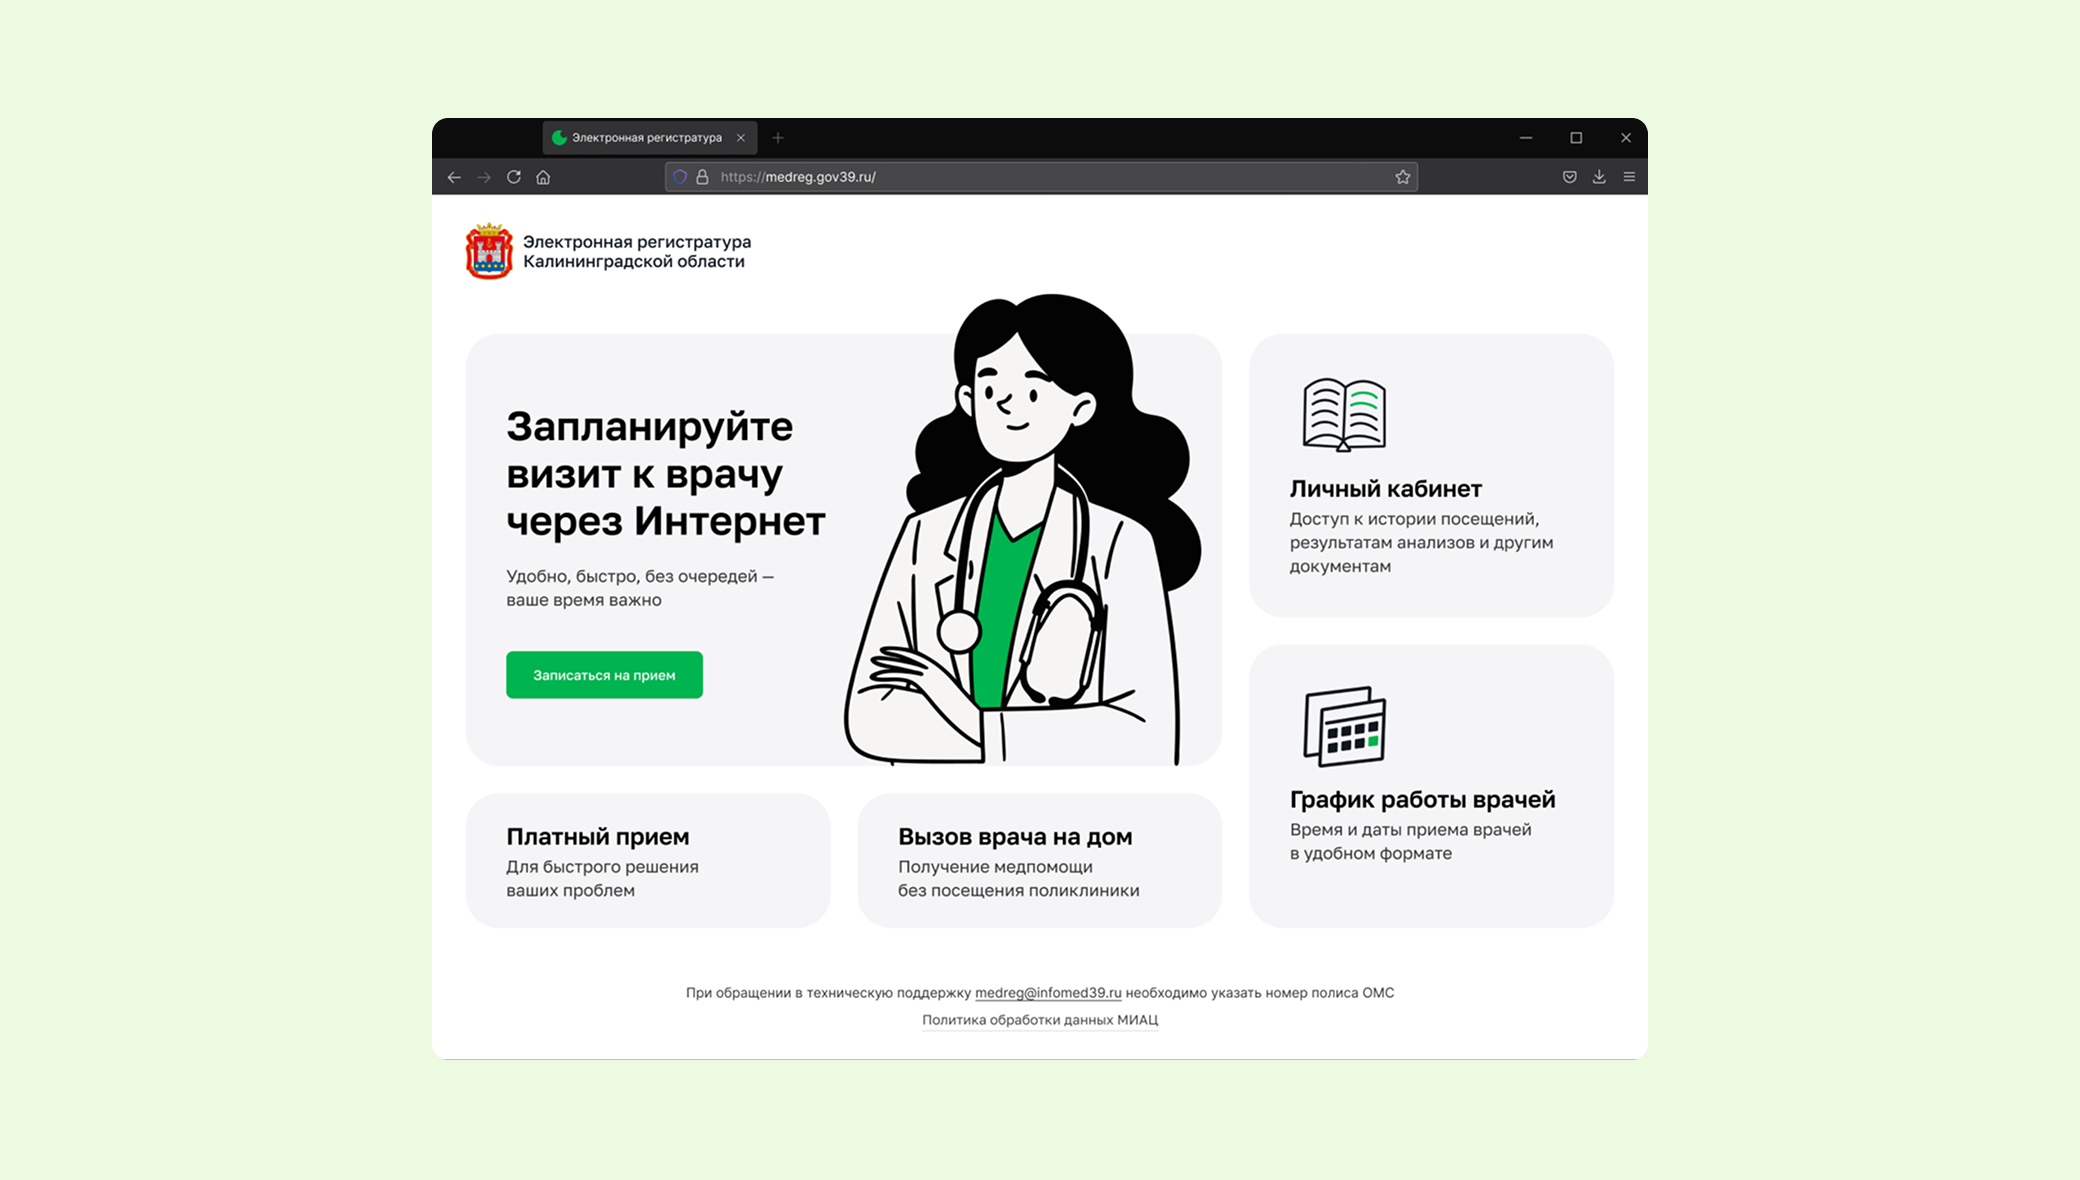 Электронная регистратура
https://medreg.gov39.ru/
Электронная регистратура
Калининградской области
Запланируйте
визит к врачу
через Интернет
Удобно, быстро, без очередей —
ваше время важно
Записаться на прием
Личный кабинет
Доступ к истории посещений,
результатам анализов и другим
документам
График работы врачей
Время и даты приема врачей
в удобном формате
Платный прием
Для быстрого решения
ваших проблем
Вызов врача на дом
Получение медпомощи
без посещения поликлиники
При обращении в техническую поддержку medreg@infomed39.ru необходимо указать номер полиса ОМС
Политика обработки данных МИАЦ